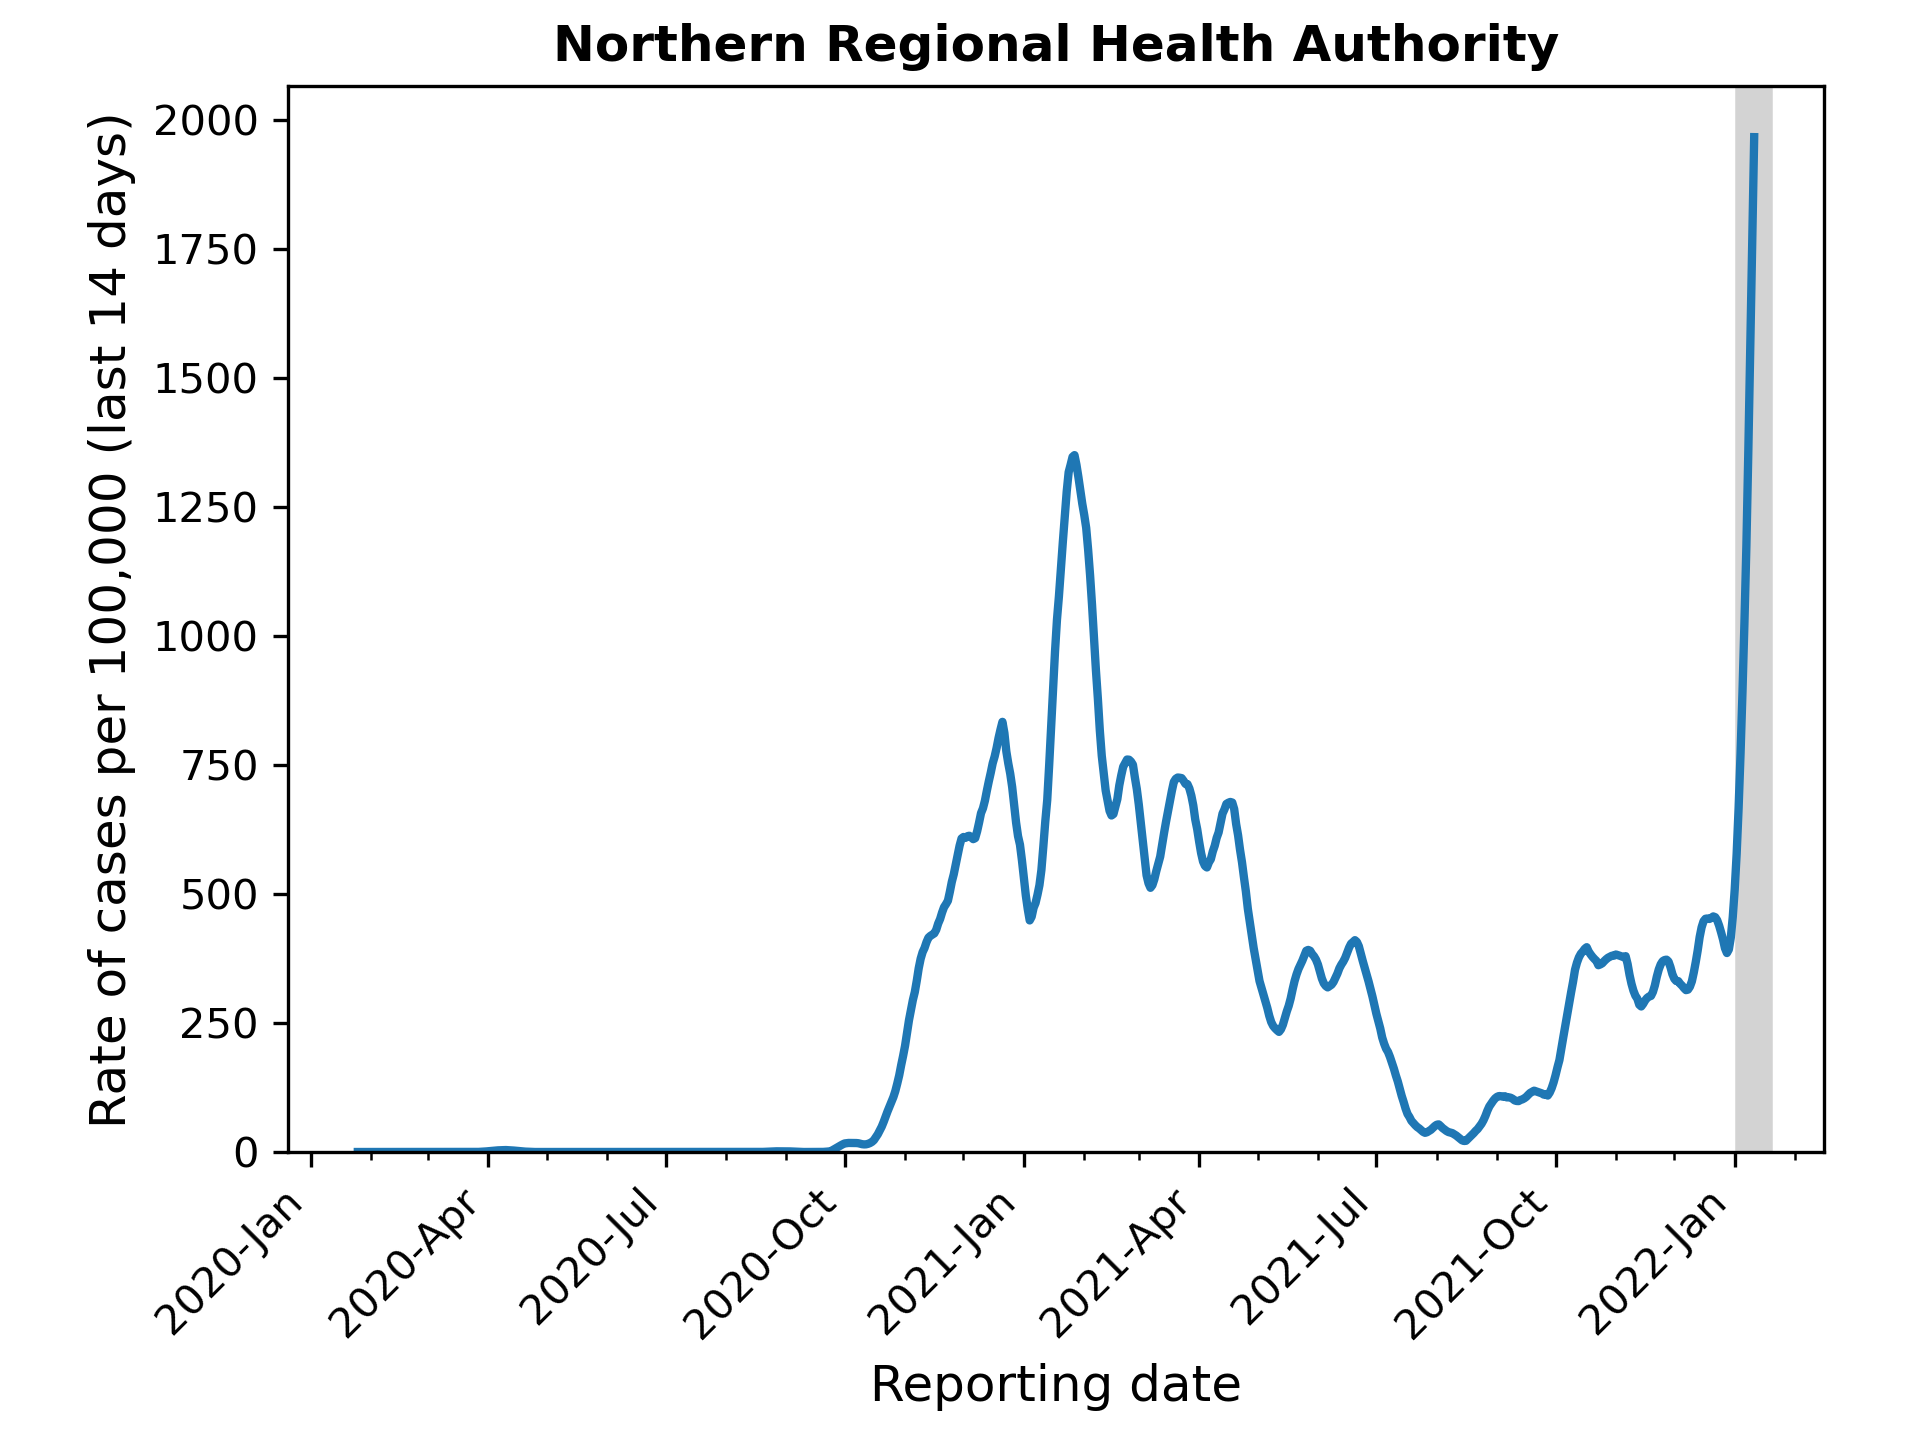 Northern Regional Health Authority
Rate of cases per 100,000 (last 14 days)
2000
1750
1500
1250
1000
750
500
250
0
2020-Jan
2020-Apr
2020-Jul
2020-Oct
2021-Jan
2021-Apr
2021-Jul
2021-Oct
2022-Jan
Reporting date